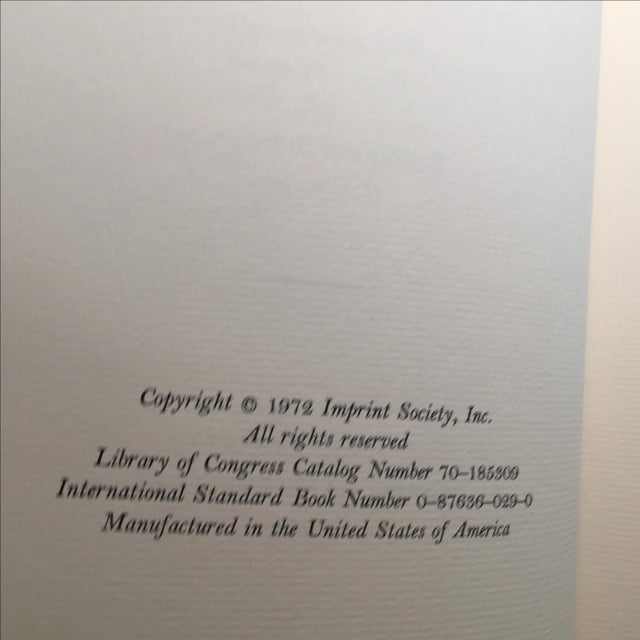 Copyright © 1972 Imprint Society, Inc.
All rights reserved
Library of Congress Catalog Number 70–185309
International Standard Book Number 0–87636–029–0
Manufactured in the United States of America